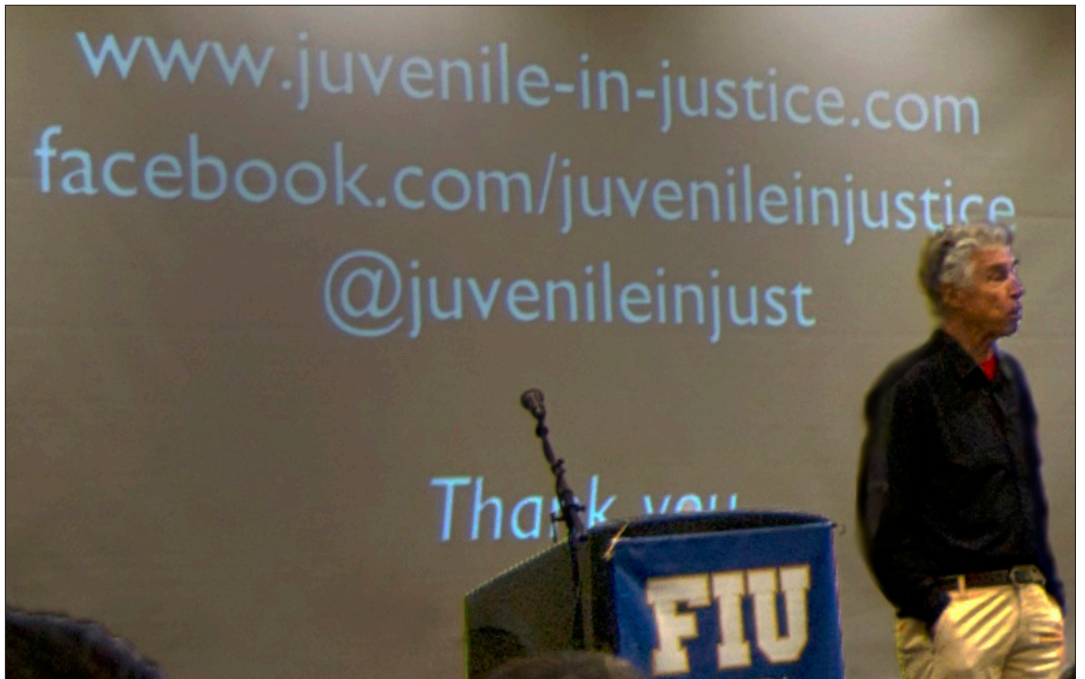 www.juvenile-in-justice.com
facebook.com/juvenileinjustice
@juvenileinjust
Thank you
FIU